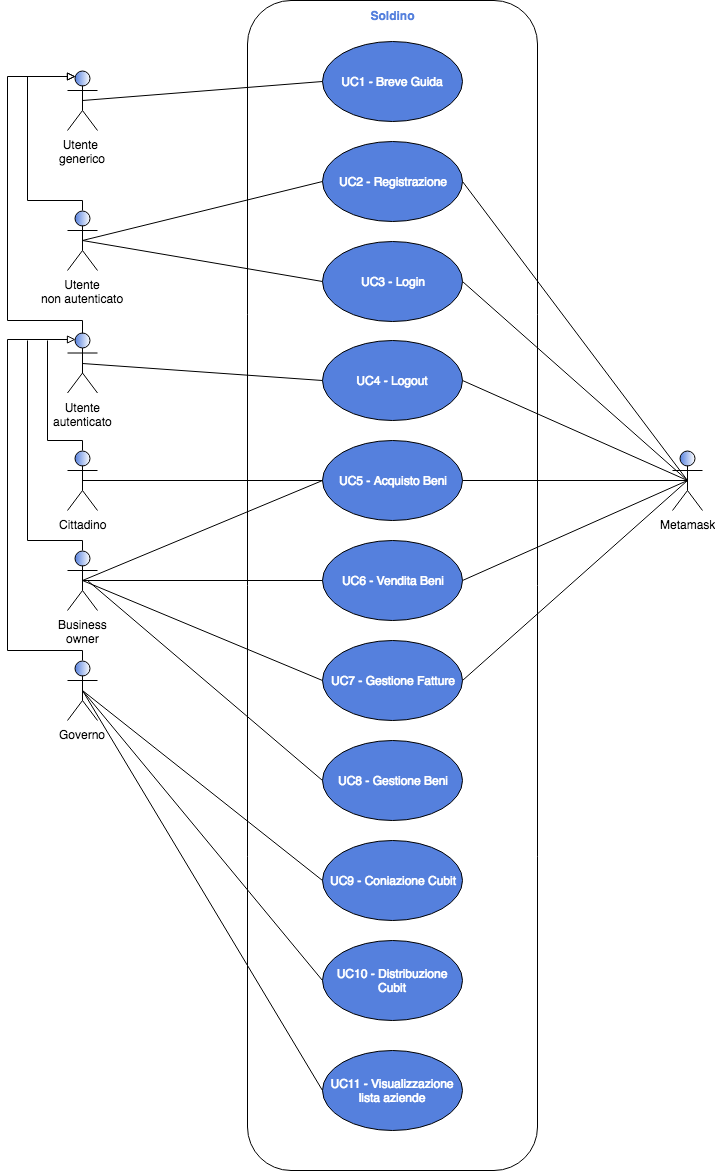 Soldino
UC1 - Breve Guida
Utente
generico
UC2 - Registrazione
Utente
non autenticato
UC3 - Login
UC4 - Logout
Utente
autenticato
UC5 - Acquisto Beni
Cittadino
Metamask
UC6 - Vendita Beni
Business
owner
UC7 - Gestione Fatture
Governo
UC8 - Gestione Beni
UC9 - Coniazione Cubit
UC10 - Distribuzione
Cubit
UC11 - Visualizzazione
lista aziende